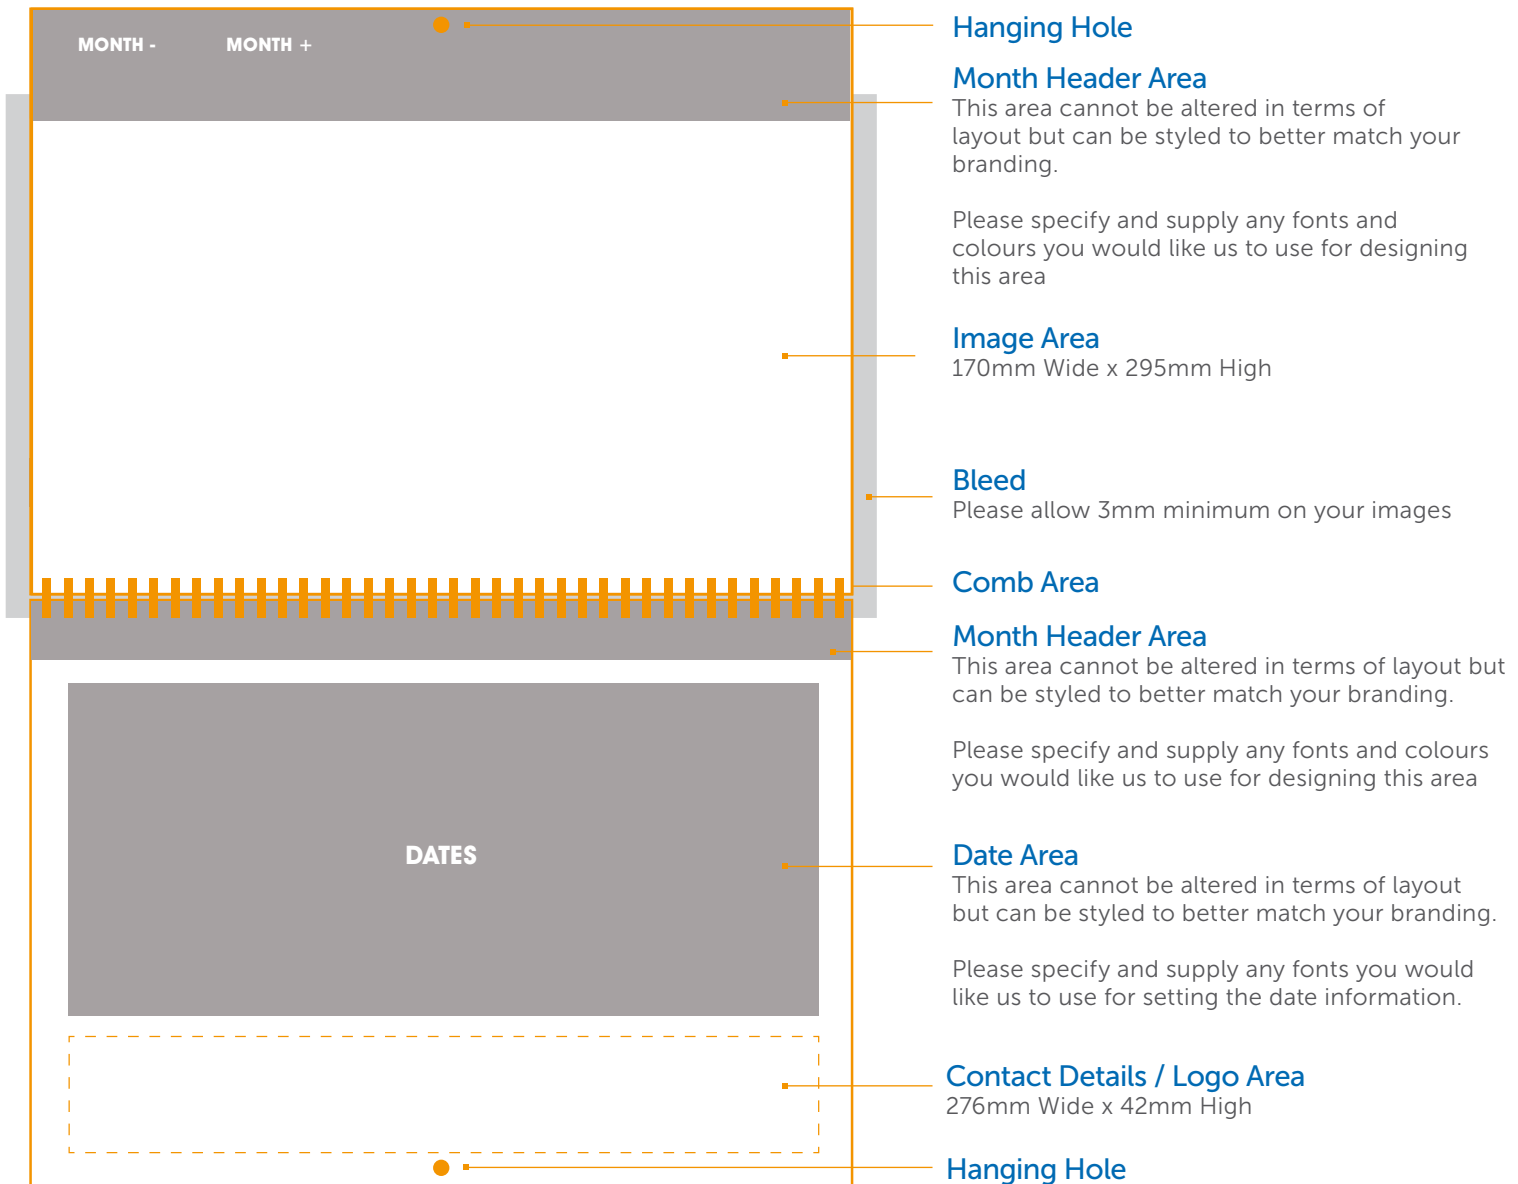 MONTH -
MONTH +
Hanging Hole
Month Header Area
This area cannot be altered in terms of
layout but can be styled to better match your
branding.
Please specify and supply any fonts and
colours you would like us to use for designing
this area
Image Area
170mm Wide x 295mm High
Bleed
Please allow 3mm minimum on your images
Comb Area
Month Header Area
This area cannot be altered in terms of layout but
can be styled to better match your branding.
Please specify and supply any fonts and colours
you would like us to use for designing this area
DATES
Date Area
This area cannot be altered in terms of layout
but can be styled to better match your branding.
Please specify and supply any fonts you would
like us to use for setting the date information.
Contact Details / Logo Area
276mm Wide x 42mm High
Hanging Hole